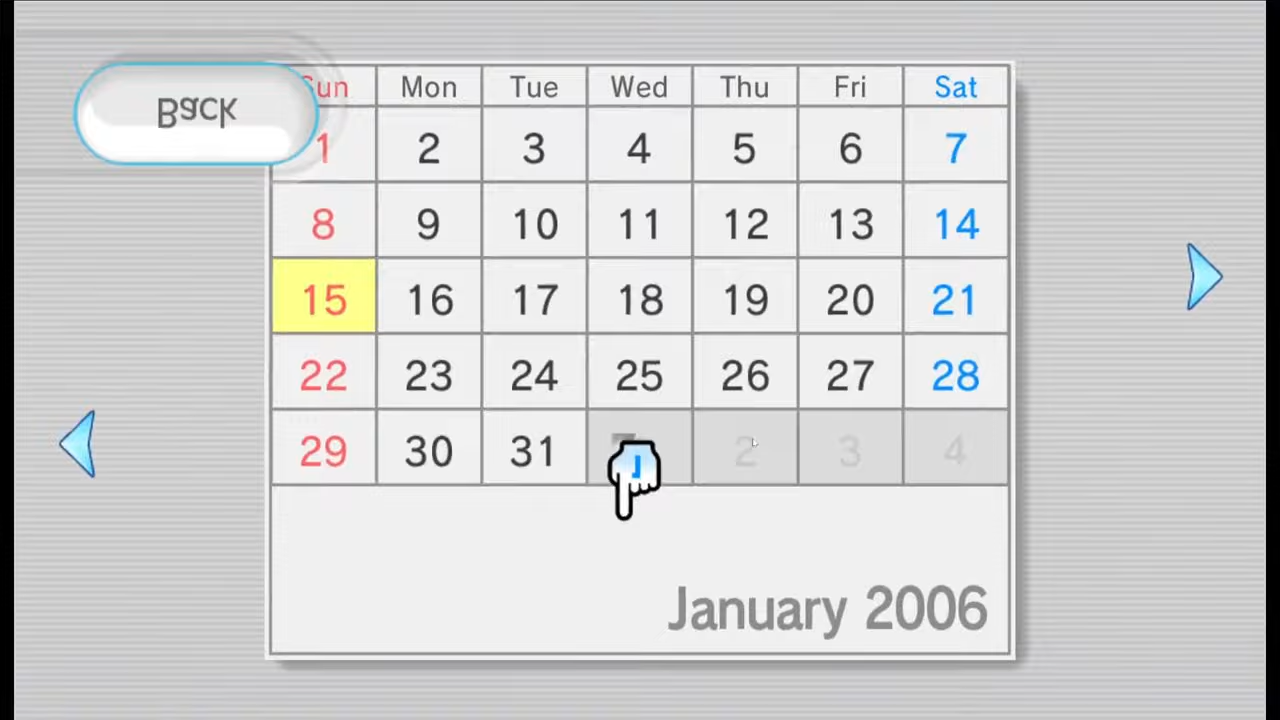 Back
Sun Mon Tue Wed Thu Fri Sat
1 2 3 4 5 6 7
8 9 10 11 12 13 14
15 16 17 18 19 20 21
22 23 24 25 26 27 28
29 30 31 2 3 4
January 2006